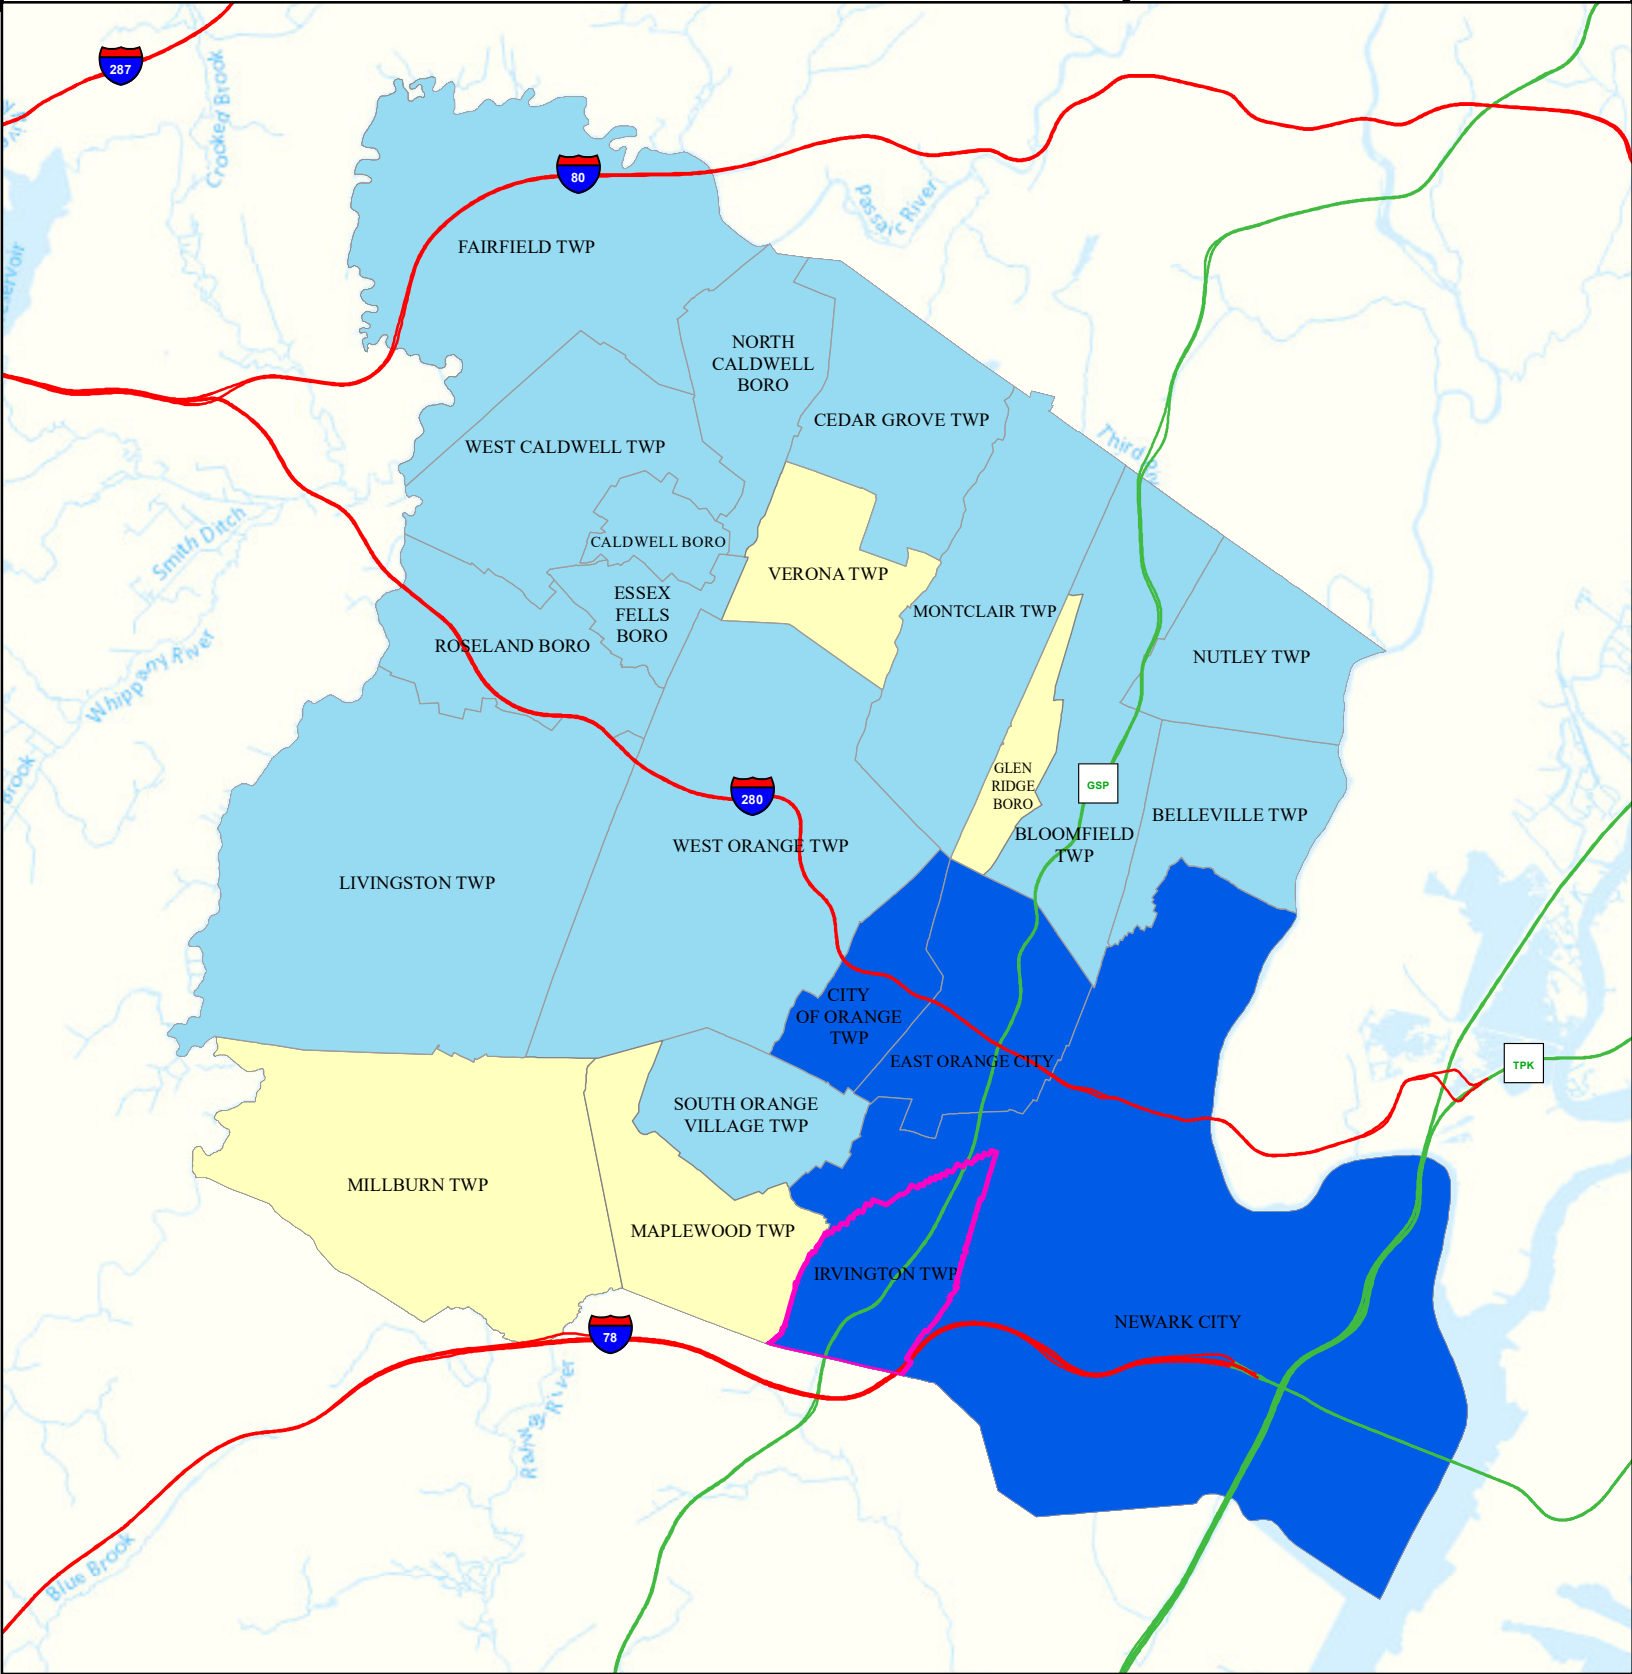 287
Crooked Brook
80
Passaic River
FAIRFIELD TWP
NORTH
CALDWELL
BORO
CEDAR GROVE TWP
WEST CALDWELL TWP
Third
Smith Ditch
CALDWELL BORO
VERONA TWP
ESSEX
FELLS
BORO
MONTCLAIR TWP
ROSELAND BORO
NUTLEY TWP
Whippany River
Brook
GLEN
RIDGE
BORO
GSP
280
BELLEVILLE TWP
BLOOMFIELD
TWP
WEST ORANGE TWP
LIVINGSTON TWP
CITY
OF ORANGE
TWP
EAST ORANGE CITY
TPK
SOUTH ORANGE
VILLAGE TWP
MILLBURN TWP
MAPLEWOOD TWP
IRVINGTON TWP
NEWARK CITY
78
River
Blue Brook